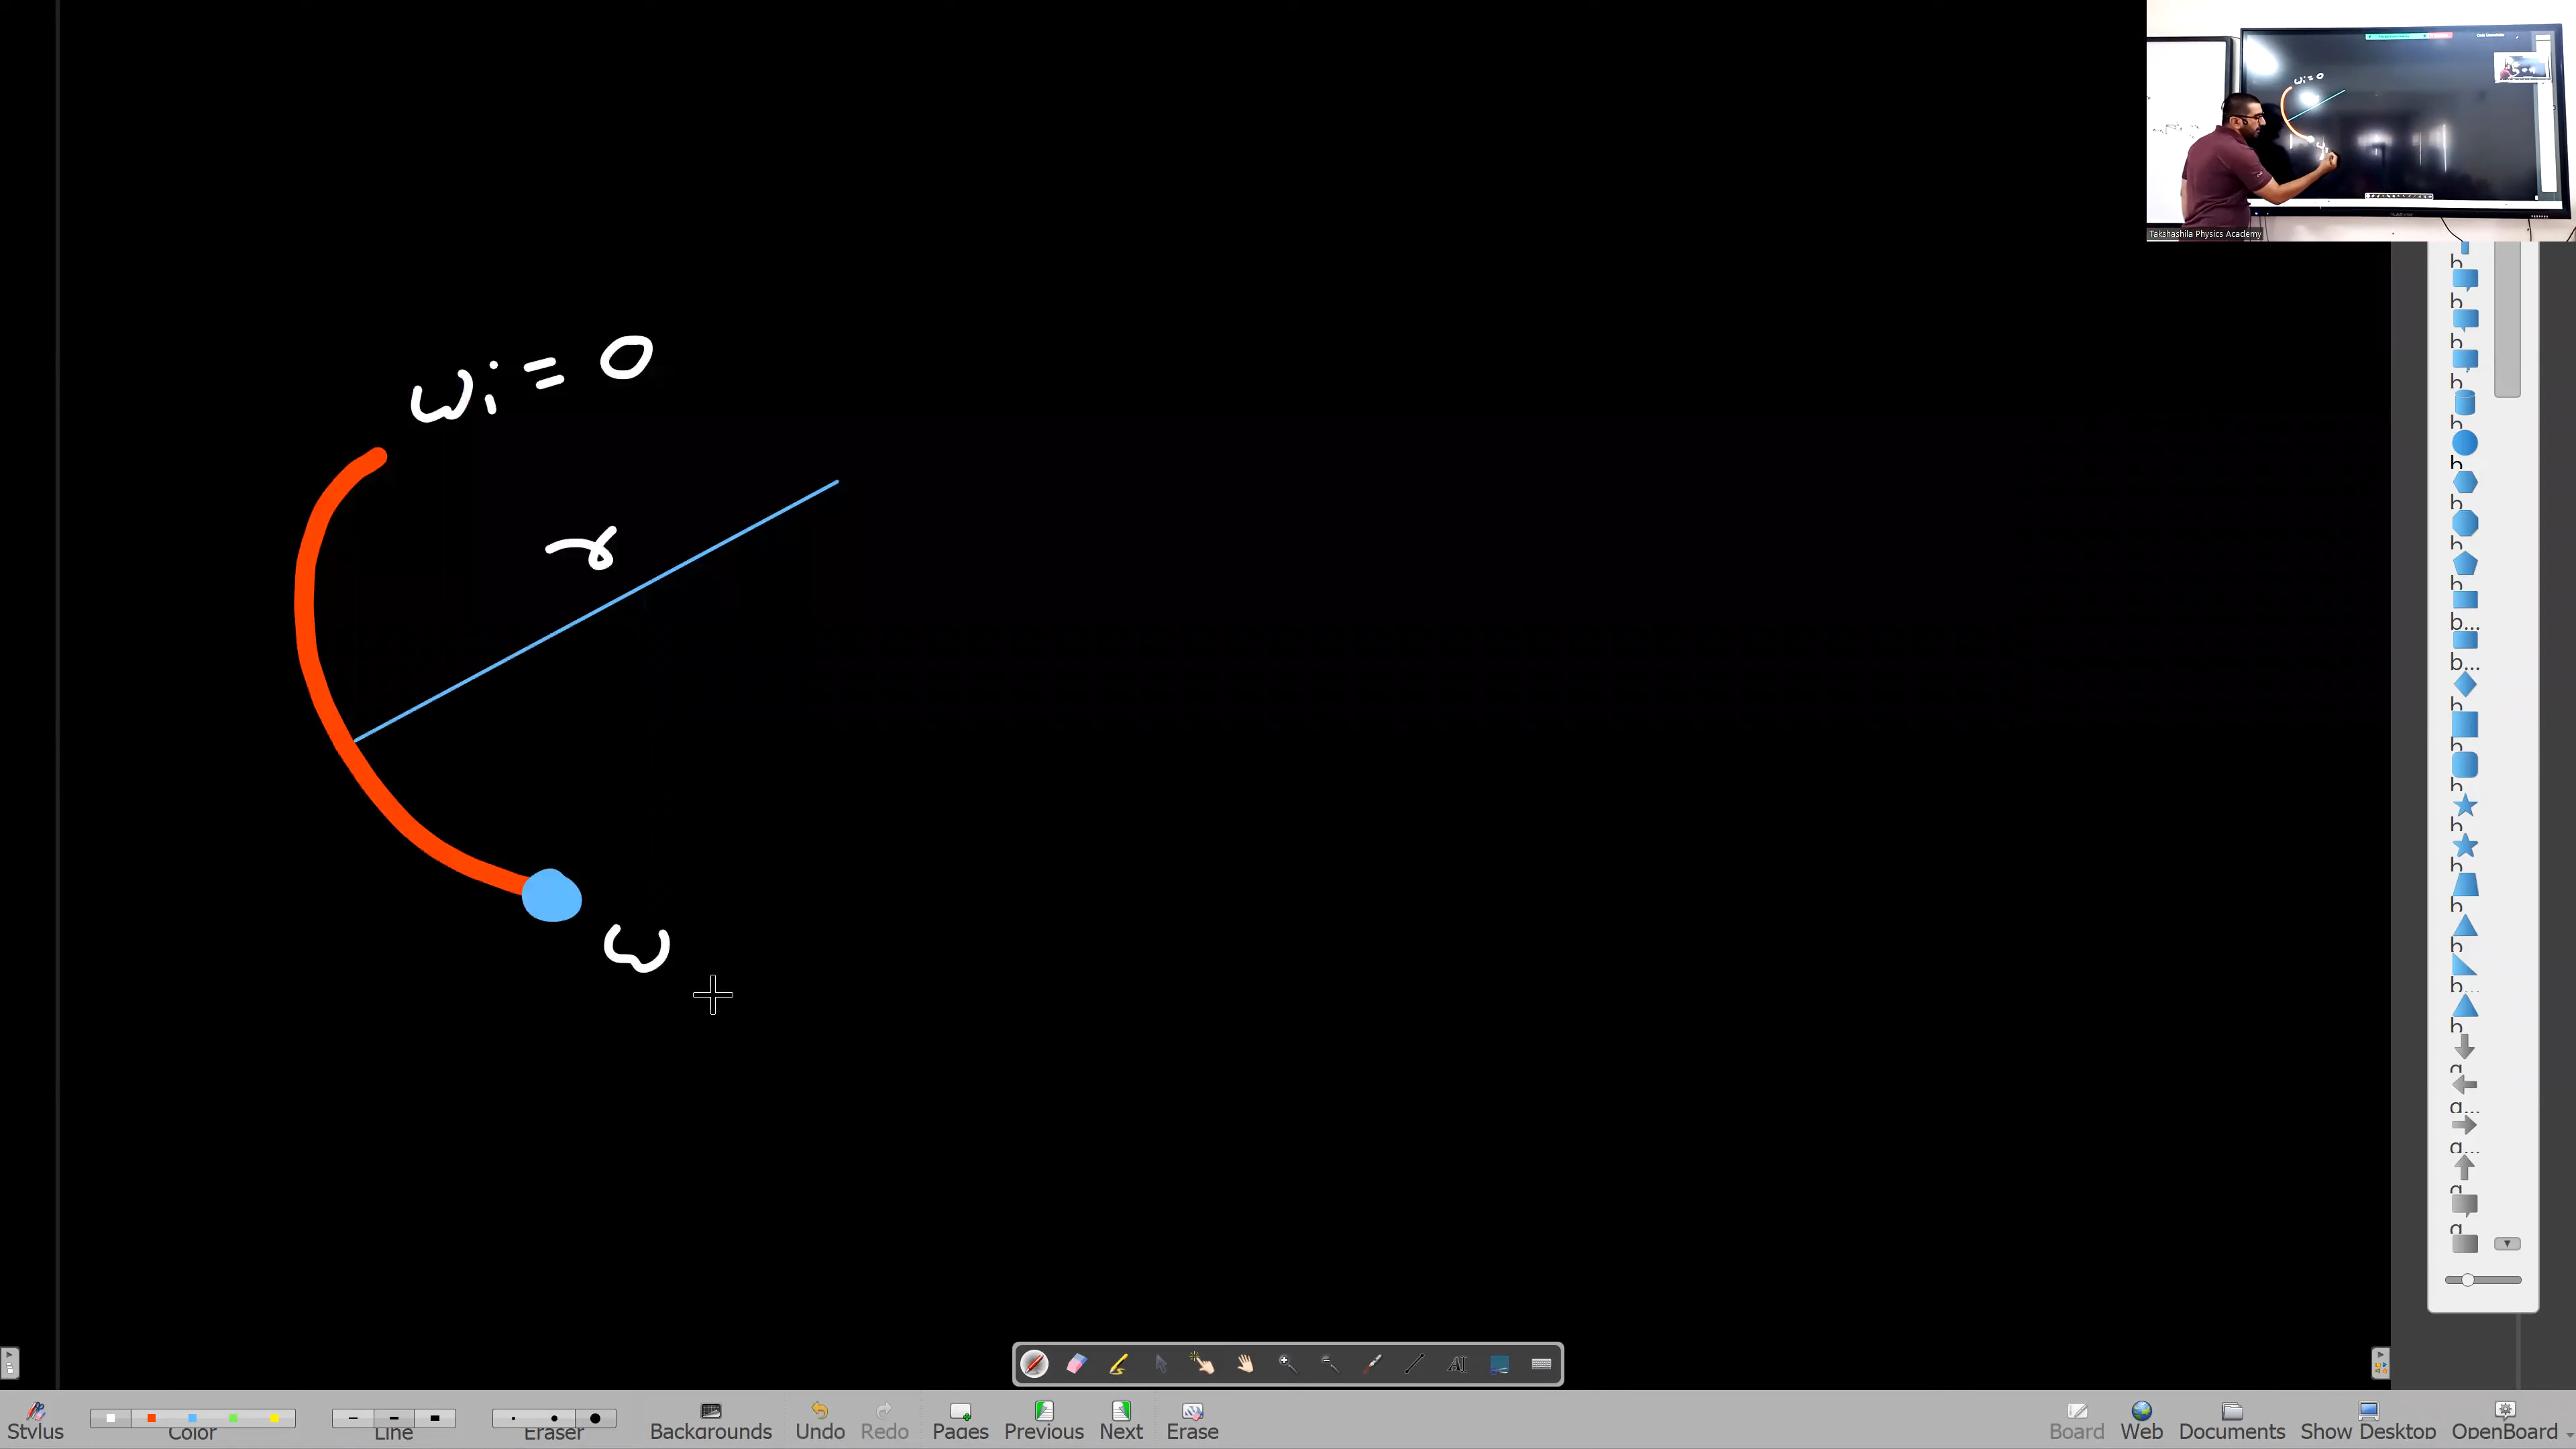 ωi = 0
r
ω
Takshashila Physics Academy
b
b
b
b
b
b
b
b
b
b...
b...
b
b
b
b
b
b
b
b...
b
a
a...
a...
a
a
Stylus
Color
Line
Eraser
Backgrounds
Undo
Redo
Pages
Previous
Next
Erase
Board
Web
Documents
Show Desktop
OpenBoard
AI